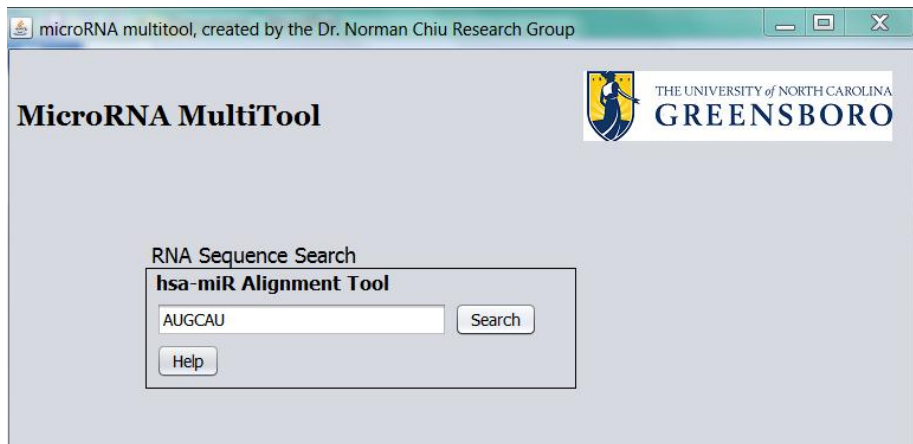 microRNA multitool, created by the Dr. Norman Chiu Research Group
MicroRNA MultiTool
THE UNIVERSITY of NORTH CAROLINA
GREENSBORO
RNA Sequence Search
hsa-miR Alignment Tool
AUGCAU
Search
Help